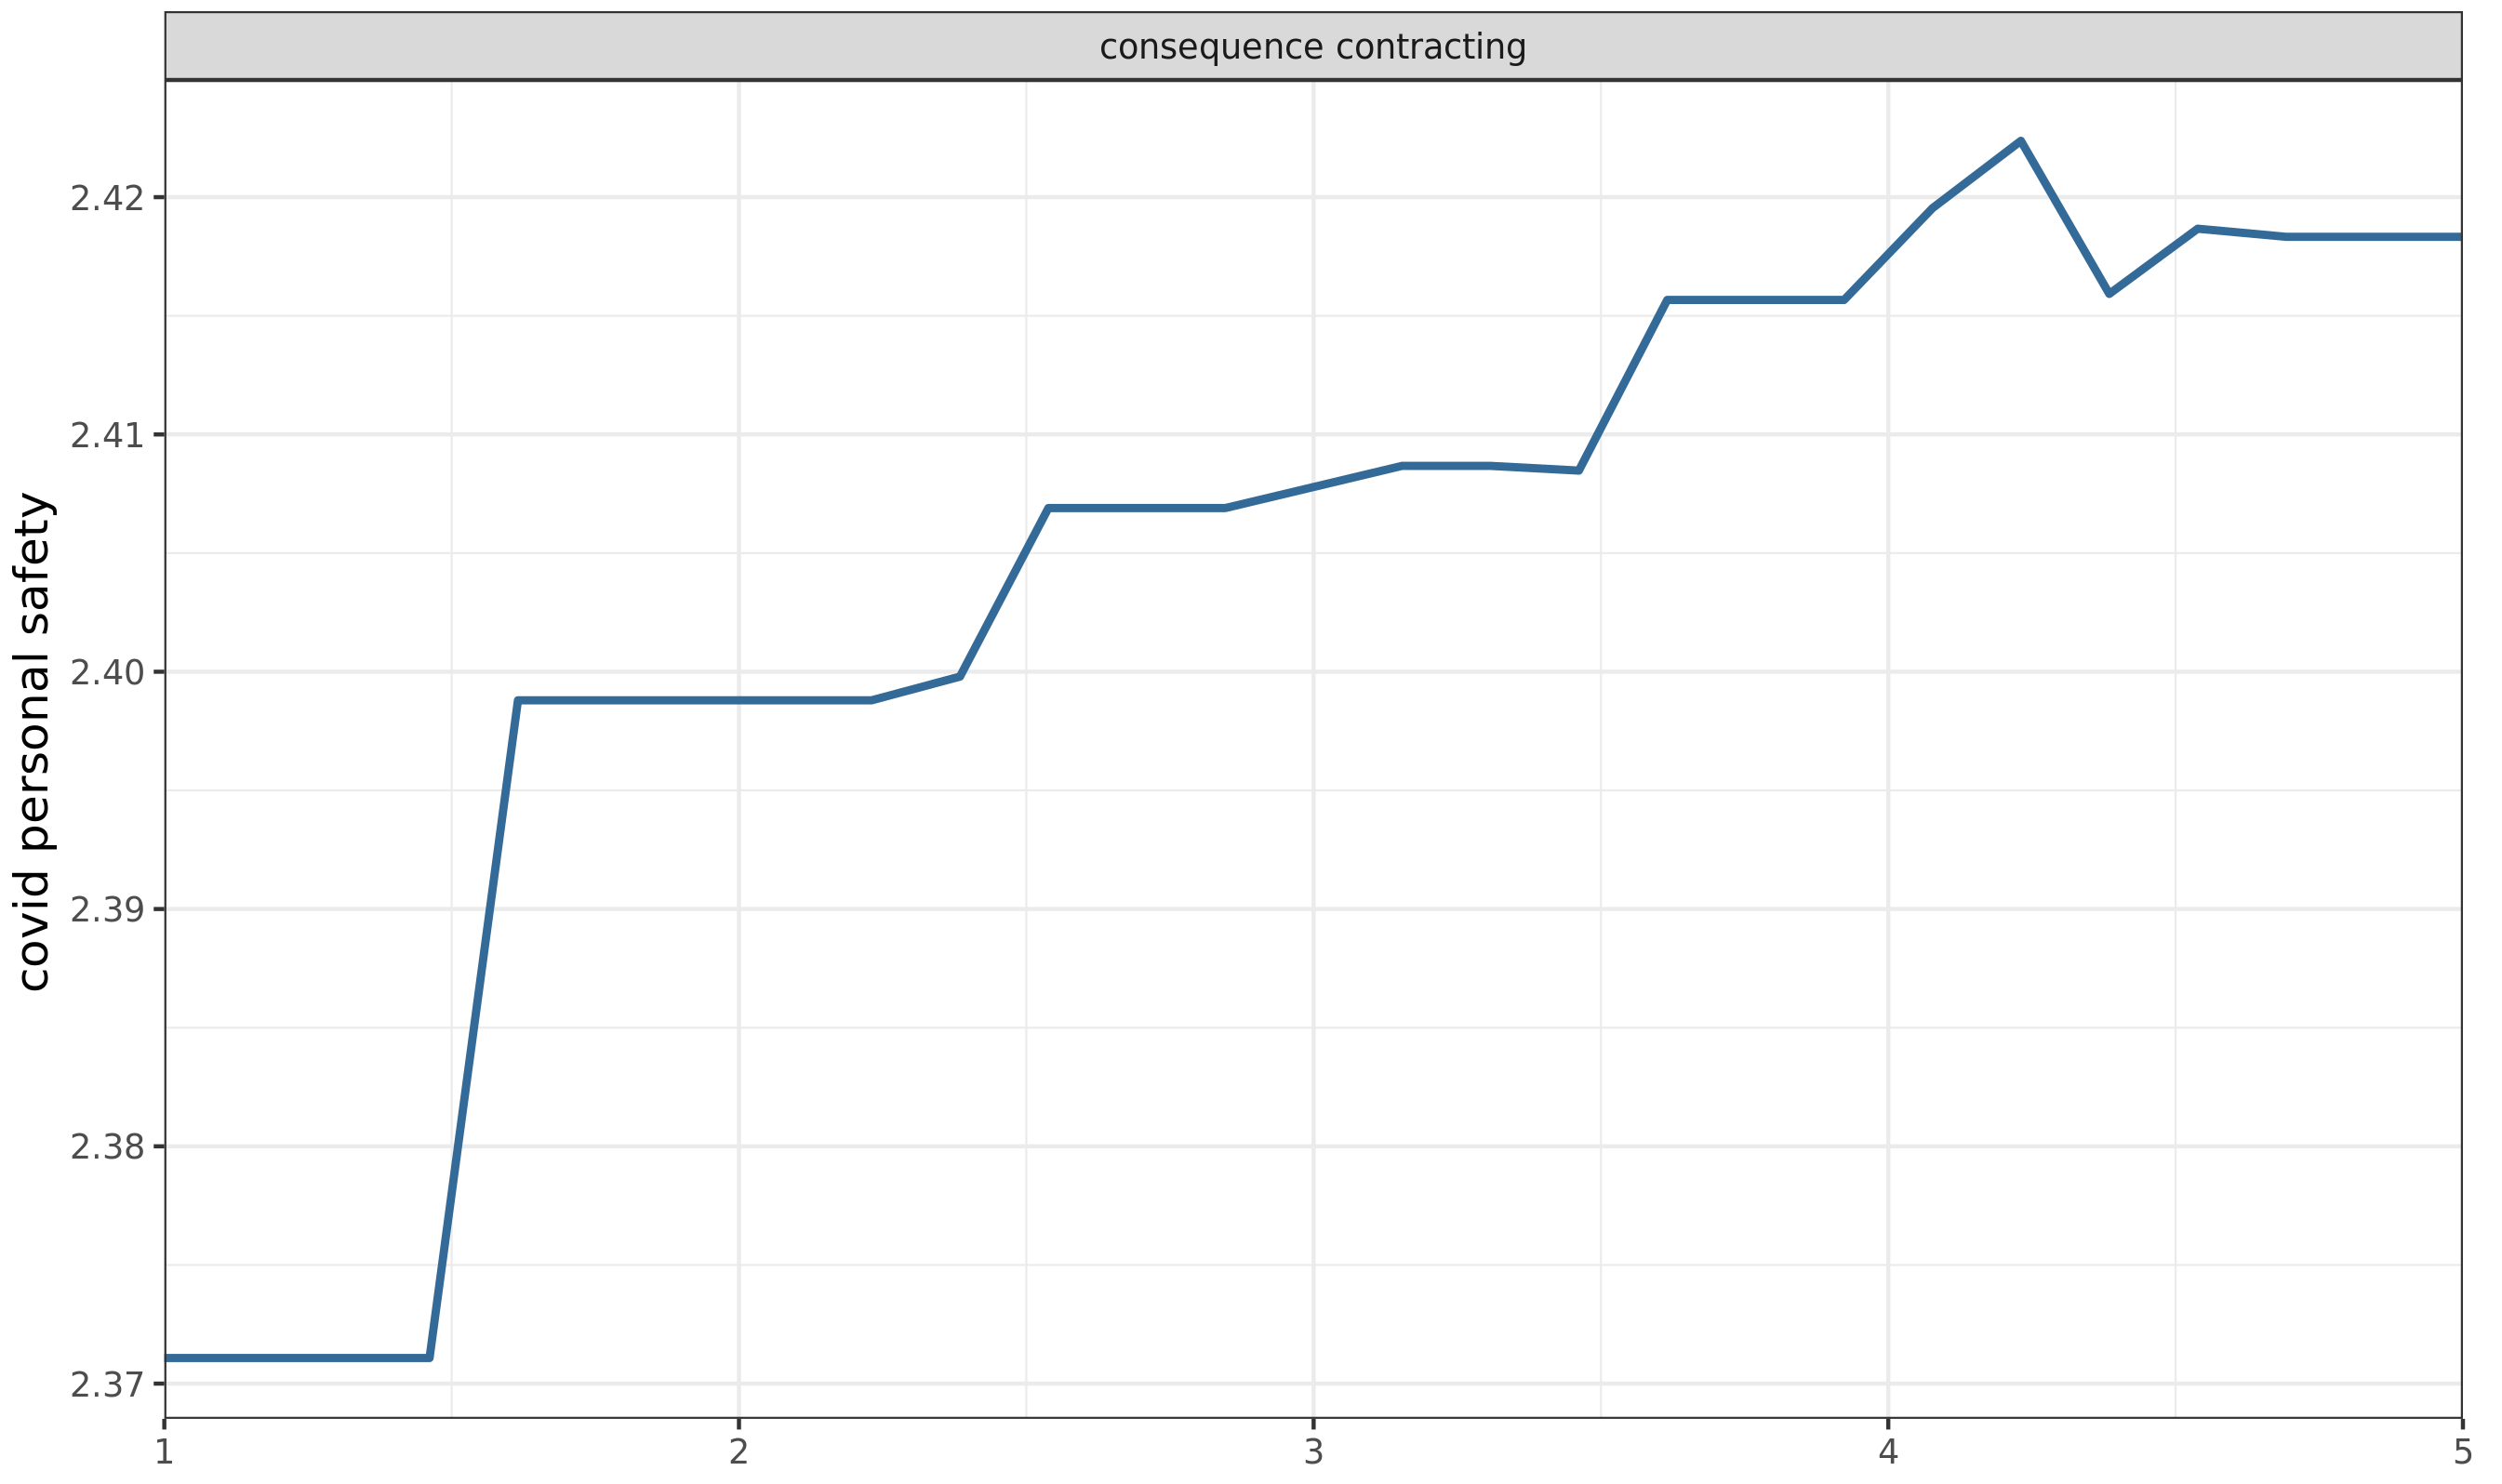 consequence contracting
covid personal safety
2.42
2.41
2.40
2.39
2.38
2.37
1 2 3 4 5